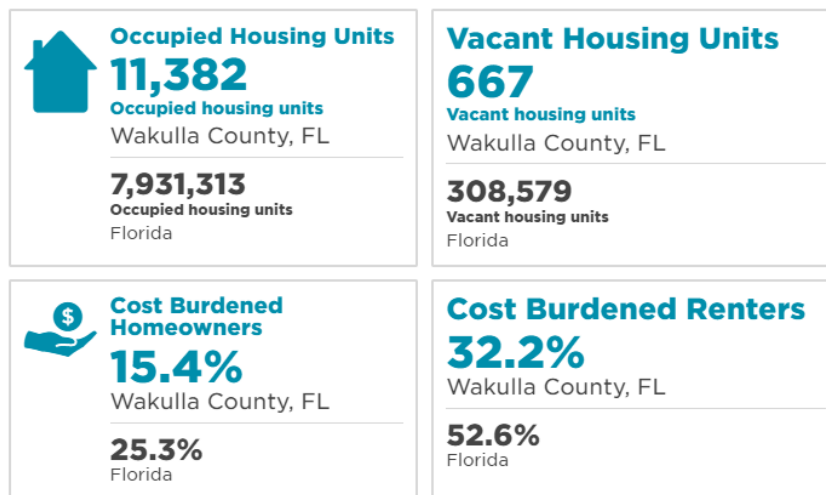 Occupied Housing Units
11,382
Occupied housing units
Wakulla County, FL
7,931,313
Occupied housing units
Florida
Vacant Housing Units
667
Vacant housing units
Wakulla County, FL
308,579
Vacant housing units
Florida
$
Cost Burdened
Homeowners
15.4%
Wakulla County, FL
25.3%
Florida
Cost Burdened Renters
32.2%
Wakulla County, FL
52.6%
Florida